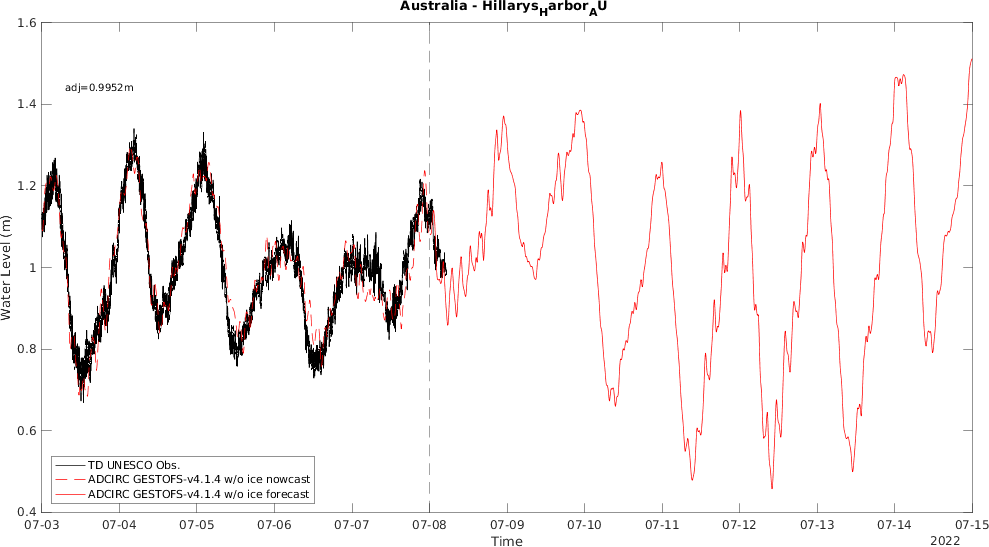 Australia - HillarysHarborAU
adj=0.9952m
Water Level (m)
1.6
1.4
1.2
1
0.8
0.6
0.4
TD UNESCO Obs.
ADCIRC GESTOFS-v4.1.4 w/o ice nowcast
ADCIRC GESTOFS-v4.1.4 w/o ice forecast
07-03 07-04 07-05 07-06 07-07 07-08 07-09 07-10 07-11 07-12 07-13 07-14 07-15
Time
2022